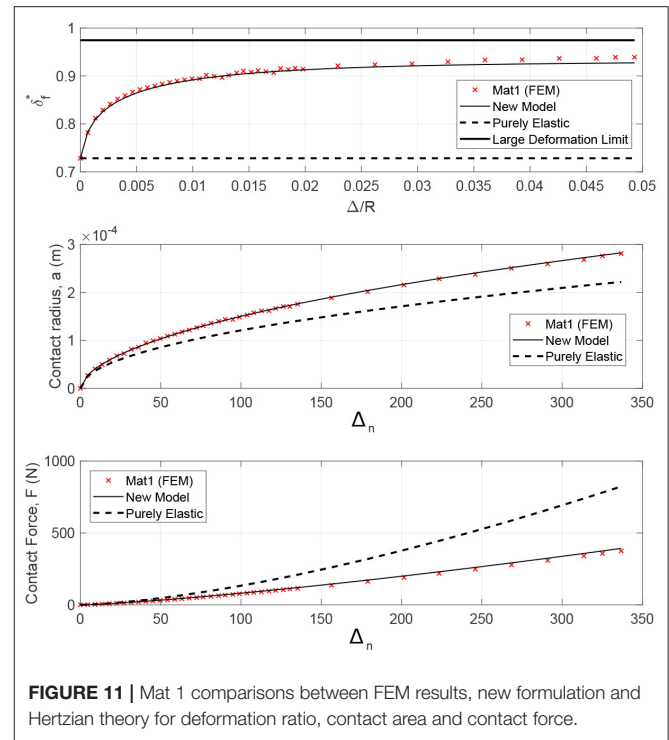 1
0.9
0.8
0.7
δ*f
Mat1 (FEM)
New Model
Purely Elastic
Large Deformation Limit
0 0.005 0.01 0.015 0.02 0.025 0.03 0.035 0.04 0.045 0.05
Δ/R
×10⁻⁴
3
2
1
0
Contact radius, a (m)
Mat1 (FEM)
New Model
Purely Elastic
0 50 100 150 200 250 300 350
Δn
1000
500
0
Contact Force, F (N)
Mat1 (FEM)
New Model
Purely Elastic
0 50 100 150 200 250 300 350
Δn
FIGURE 11 | Mat 1 comparisons between FEM results, new formulation and
Hertzian theory for deformation ratio, contact area and contact force.